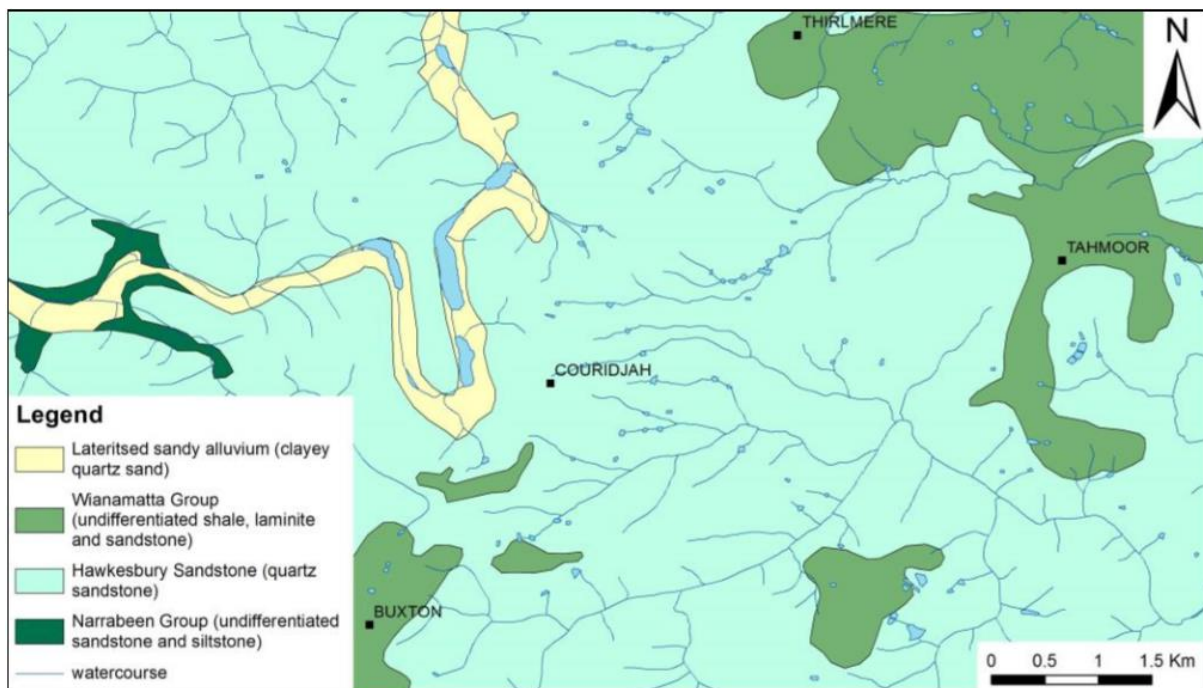 THIRLMERE
N
TAHMOOR
COURIDJAH
Legend
Lateritsed sandy alluvium (clayey
quartz sand)
Wianamatta Group
(undifferentiated shale, laminite
and sandstone)
Hawkesbury Sandstone (quartz
sandstone)
Narrabeen Group (undifferentiated
sandstone and siltstone)
watercourse
BUXTON
0 0.5 1 1.5 Km